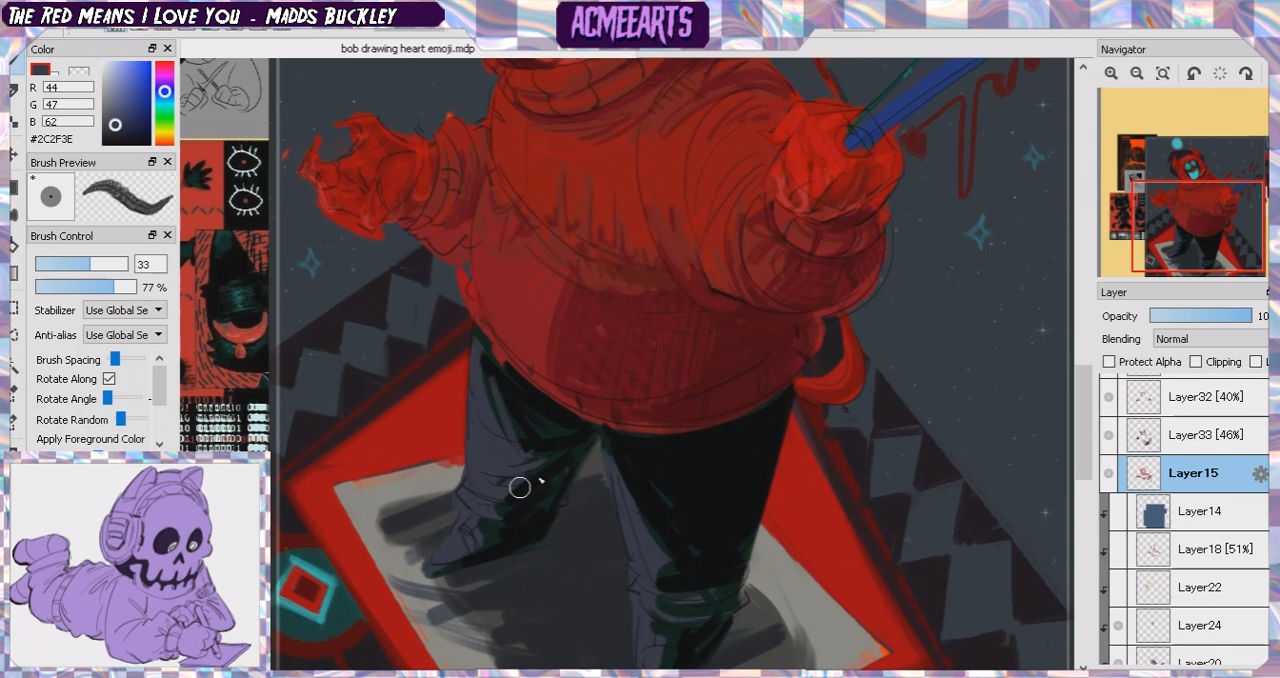 THE RED MEANS I LOVE YOU - MADDS BUCKLEY
ACMEEARTS
bob drawing heart emoji.mdp
Color
R 44
G 47
B 62
#2C2F3E
Brush Preview
*
Brush Control
33
77 %
Stabilizer Use Global Se
Anti-alias Use Global Se
Brush Spacing
Rotate Along
Rotate Angle
Rotate Random
Apply Foreground Color
Navigator
Layer
Opacity 10
Blending Normal
Protect Alpha Clipping L
Layer32 [40%]
Layer33 [46%]
Layer15
Layer14
Layer18 [51%]
Layer22
Layer24
Layer20